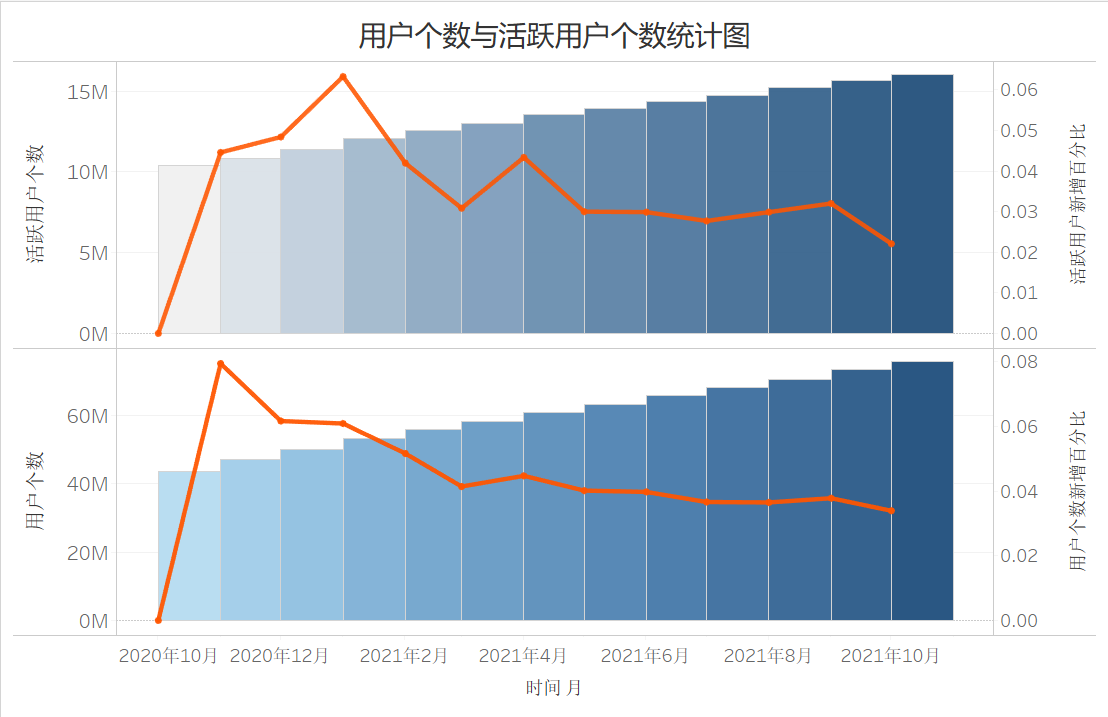 用户个数与活跃用户个数统计图
活跃用户个数
15M
10M
5M
0M
0.06
0.05
0.04
0.03
0.02
0.01
0.00
活跃用户新增百分比
用户个数
60M
40M
20M
0M
0.08
0.06
0.04
0.02
0.00
用户个数新增百分比
2020年10月 2020年12月 2021年2月 2021年4月 2021年6月 2021年8月 2021年10月
时间 月